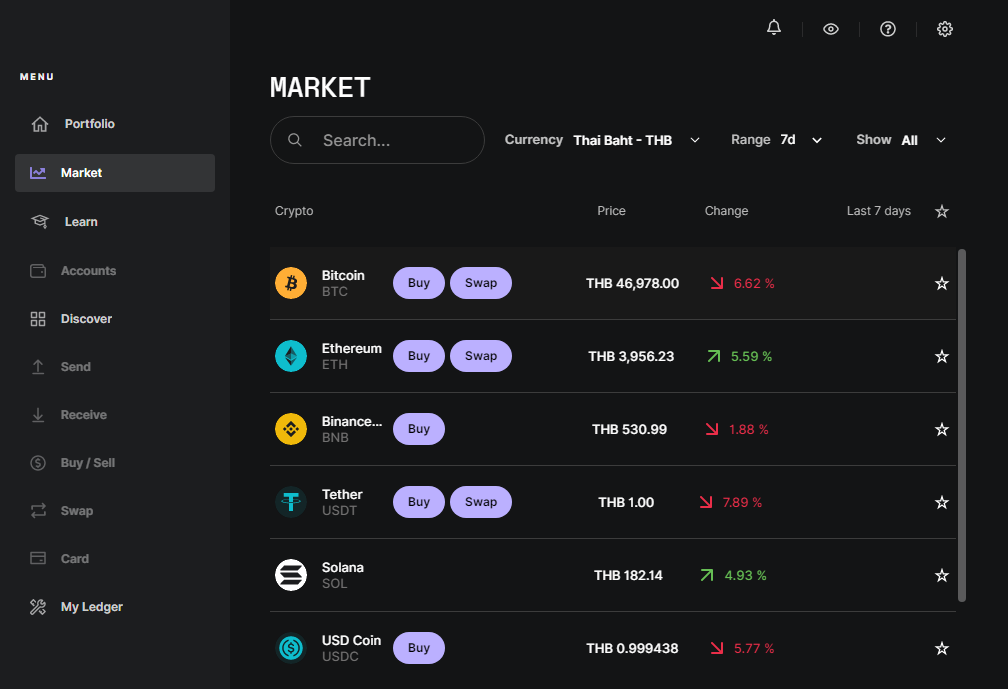 MENU
Portfolio
Market
Learn
Accounts
Discover
Send
Receive
Buy / Sell
Swap
Card
My Ledger
MARKET
Search...
Currency Thai Baht - THB
Range 7d
Show All
Crypto Price Change Last 7 days
Bitcoin
BTC
Buy Swap THB 46,978.00 6.62 %
Ethereum
ETH
Buy Swap THB 3,956.23 5.59 %
Binance...
BNB
Buy THB 530.99 1.88 %
Tether
USDT
Buy Swap THB 1.00 7.89 %
Solana
SOL
THB 182.14 4.93 %
USD Coin
USDC
Buy THB 0.999438 5.77 %